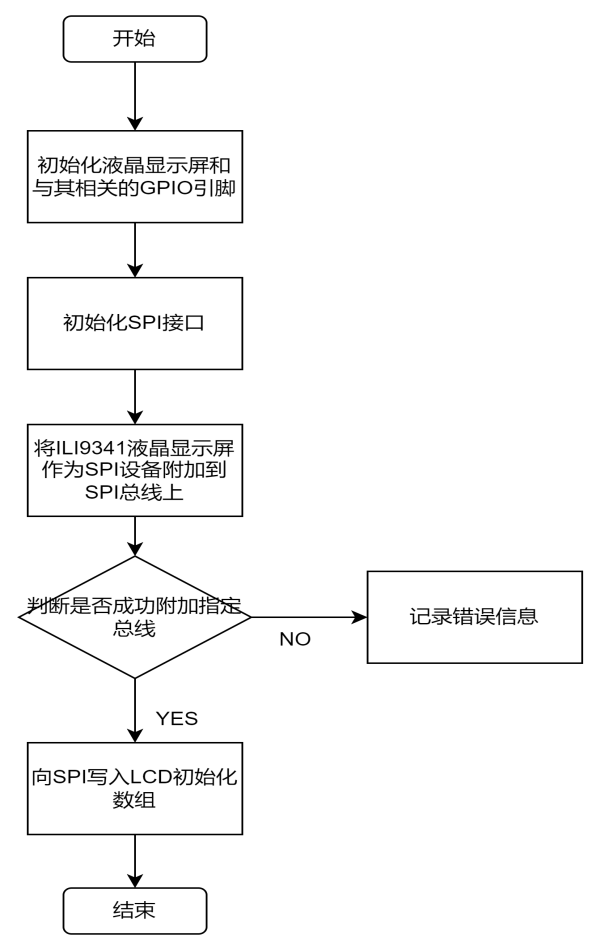 开始
初始化液晶显示屏和
与其相关的GPIO引脚
初始化SPI接口
将ILI9341液晶显示屏
作为SPI设备附加到
SPI总线上
判断是否成功附加指定
总线
NO
记录错误信息
YES
向SPI写入LCD初始化
数组
结束